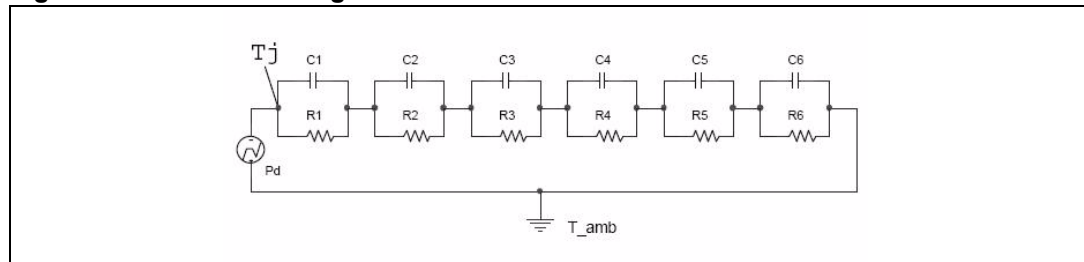 Tj
C1 C2 C3 C4 C5 C6
R1 R2 R3 R4 R5 R6
Pd
T_amb